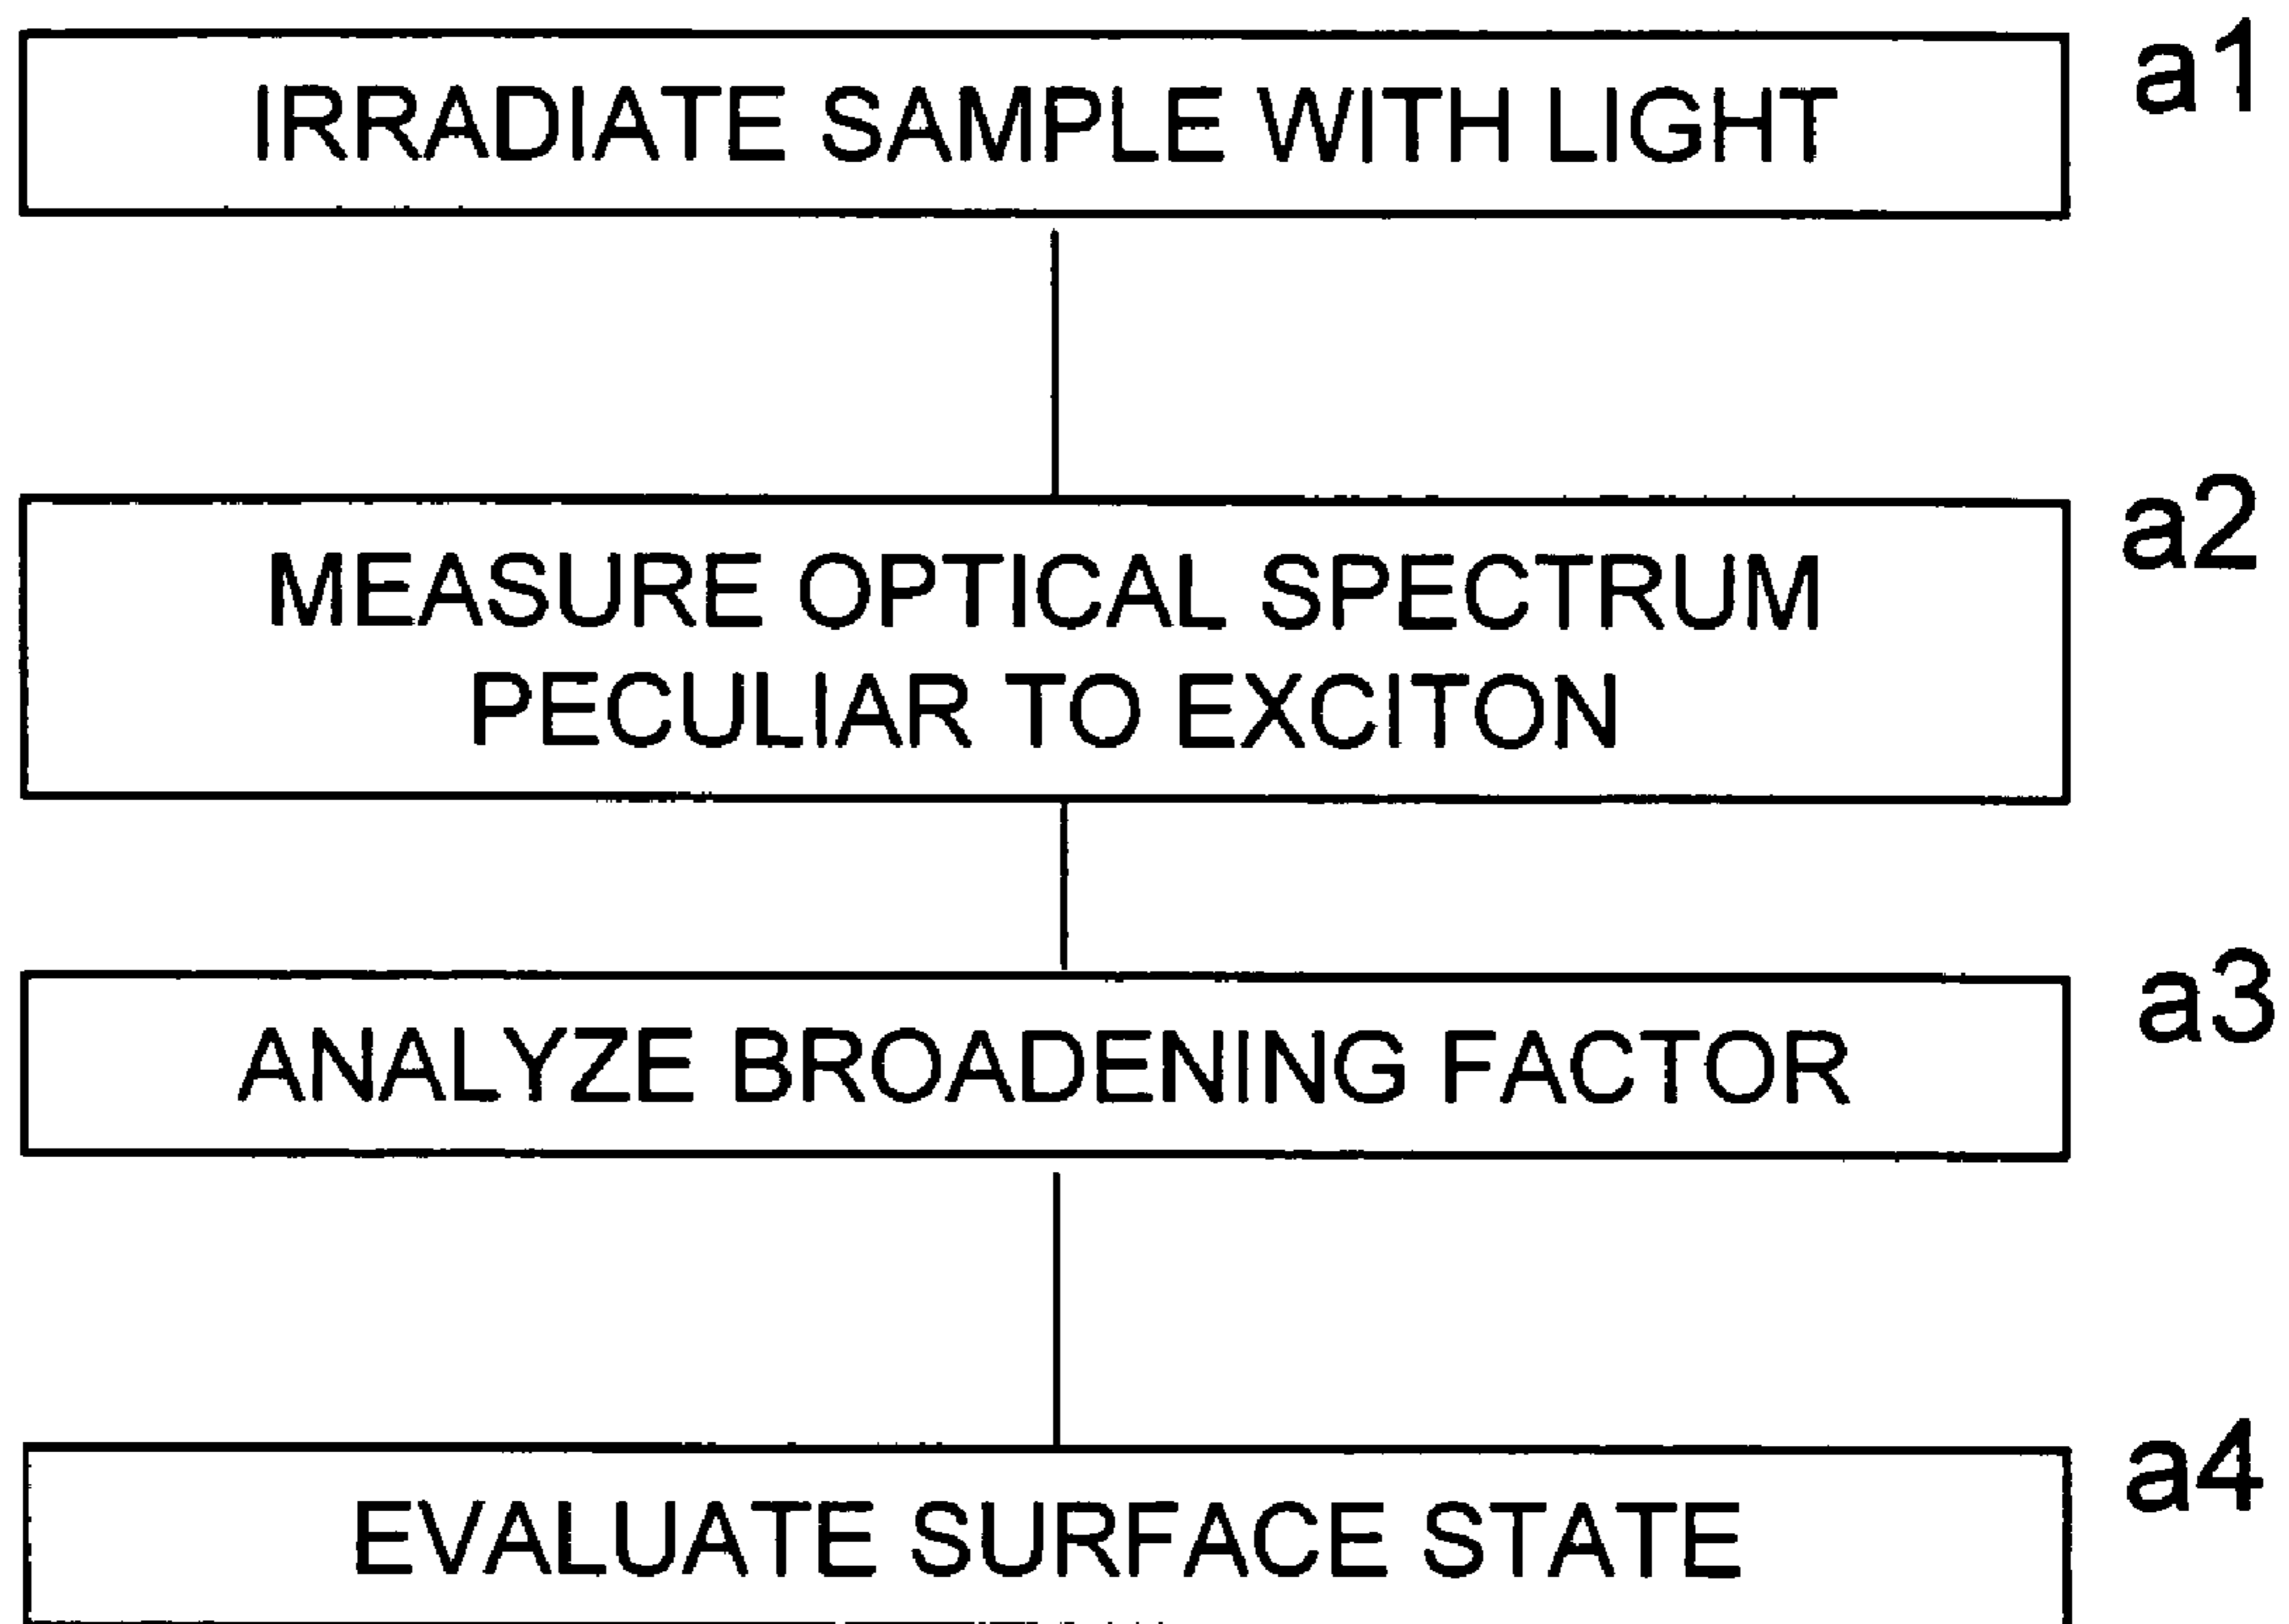 IRRADIATE SAMPLE WITH LIGHT
a1
MEASURE OPTICAL SPECTRUM
PECULIAR TO EXCITON
a2
ANALYZE BROADENING FACTOR
a3
EVALUATE SURFACE STATE
a4